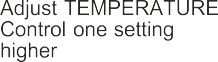 Adjust TEMPERATURE
Control one setting
higher